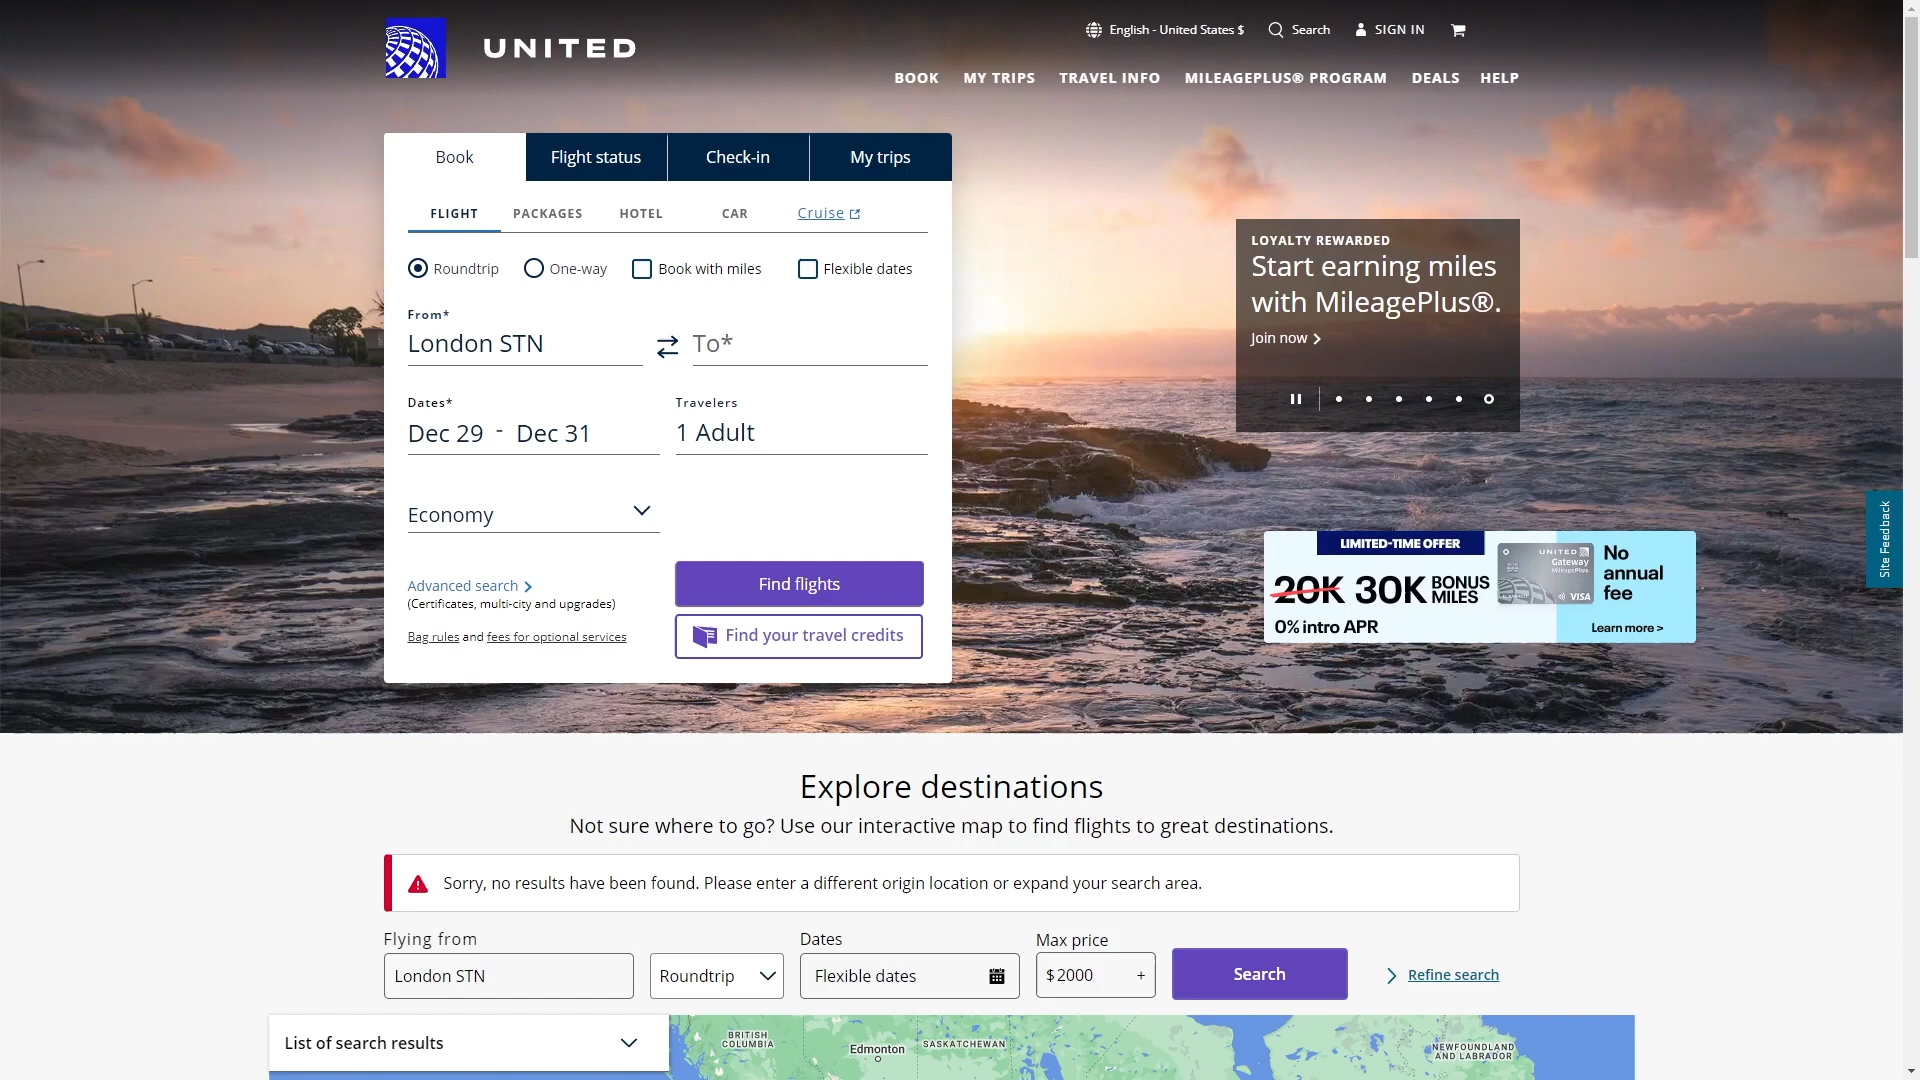 UNITED
English - United States $
Search
SIGN IN
BOOK
MY TRIPS
TRAVEL INFO
MILEAGEPLUS® PROGRAM
DEALS
HELP
Book
Flight status
Check-in
My trips
FLIGHT
PACKAGES
HOTEL
CAR
Cruise
Roundtrip
One-way
Book with miles
Flexible dates
From*
London STN
To*
Dates*
Dec 29 - Dec 31
Travelers
1 Adult
Economy
Advanced search
(Certificates, multi-city and upgrades)
Bag rules and fees for optional services
Find flights
Find your travel credits
LOYALTY REWARDED
Start earning miles
with MileagePlus®.
Join now
LIMITED-TIME OFFER
20K 30K BONUS MILES
0% intro APR
UNITED
Gateway
MileagePlus
VISA
No
annual
fee
Learn more >
Site Feedback
Explore destinations
Not sure where to go? Use our interactive map to find flights to great destinations.
Sorry, no results have been found. Please enter a different origin location or expand your search area.
Flying from
London STN
Roundtrip
Dates
Flexible dates
Max price
$2000 +
Search
Refine search
List of search results
BRITISH
COLUMBIA
Edmonton
SASKATCHEWAN
NEWFOUNDLAND
AND LABRADOR